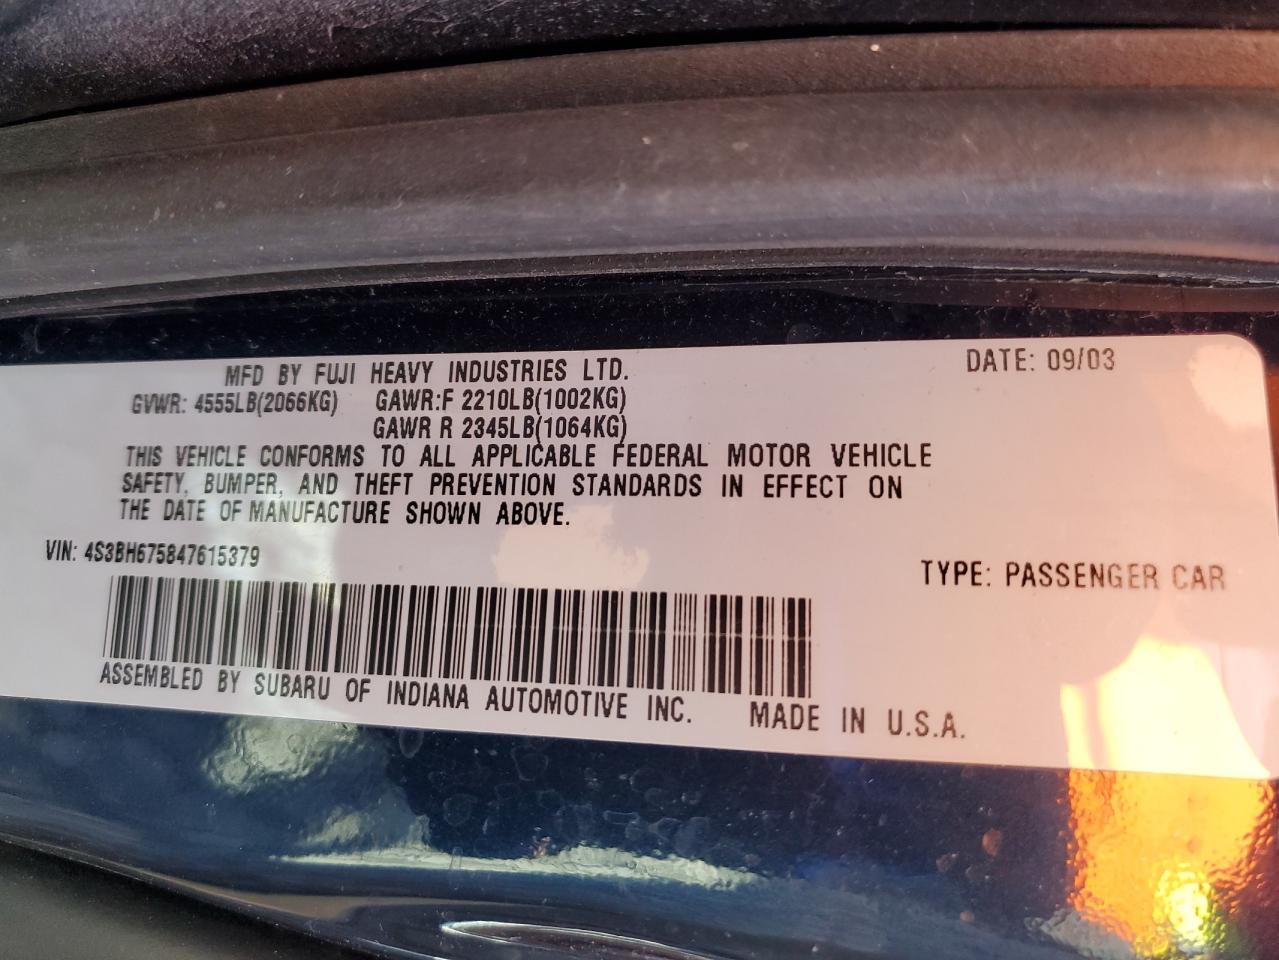 MFD BY FUJI HEAVY INDUSTRIES LTD. DATE: 09/03
GVWR: 4555LB(2066KG) GAWR:F 2210LB(1002KG)
GAWR R 2345LB(1064KG)
THIS VEHICLE CONFORMS TO ALL APPLICABLE FEDERAL MOTOR VEHICLE
SAFETY, BUMPER, AND THEFT PREVENTION STANDARDS IN EFFECT ON
THE DATE OF MANUFACTURE SHOWN ABOVE.
VIN: 4S3BH675847615379 TYPE: PASSENGER CAR
ASSEMBLED BY SUBARU OF INDIANA AUTOMOTIVE INC. MADE IN U.S.A.